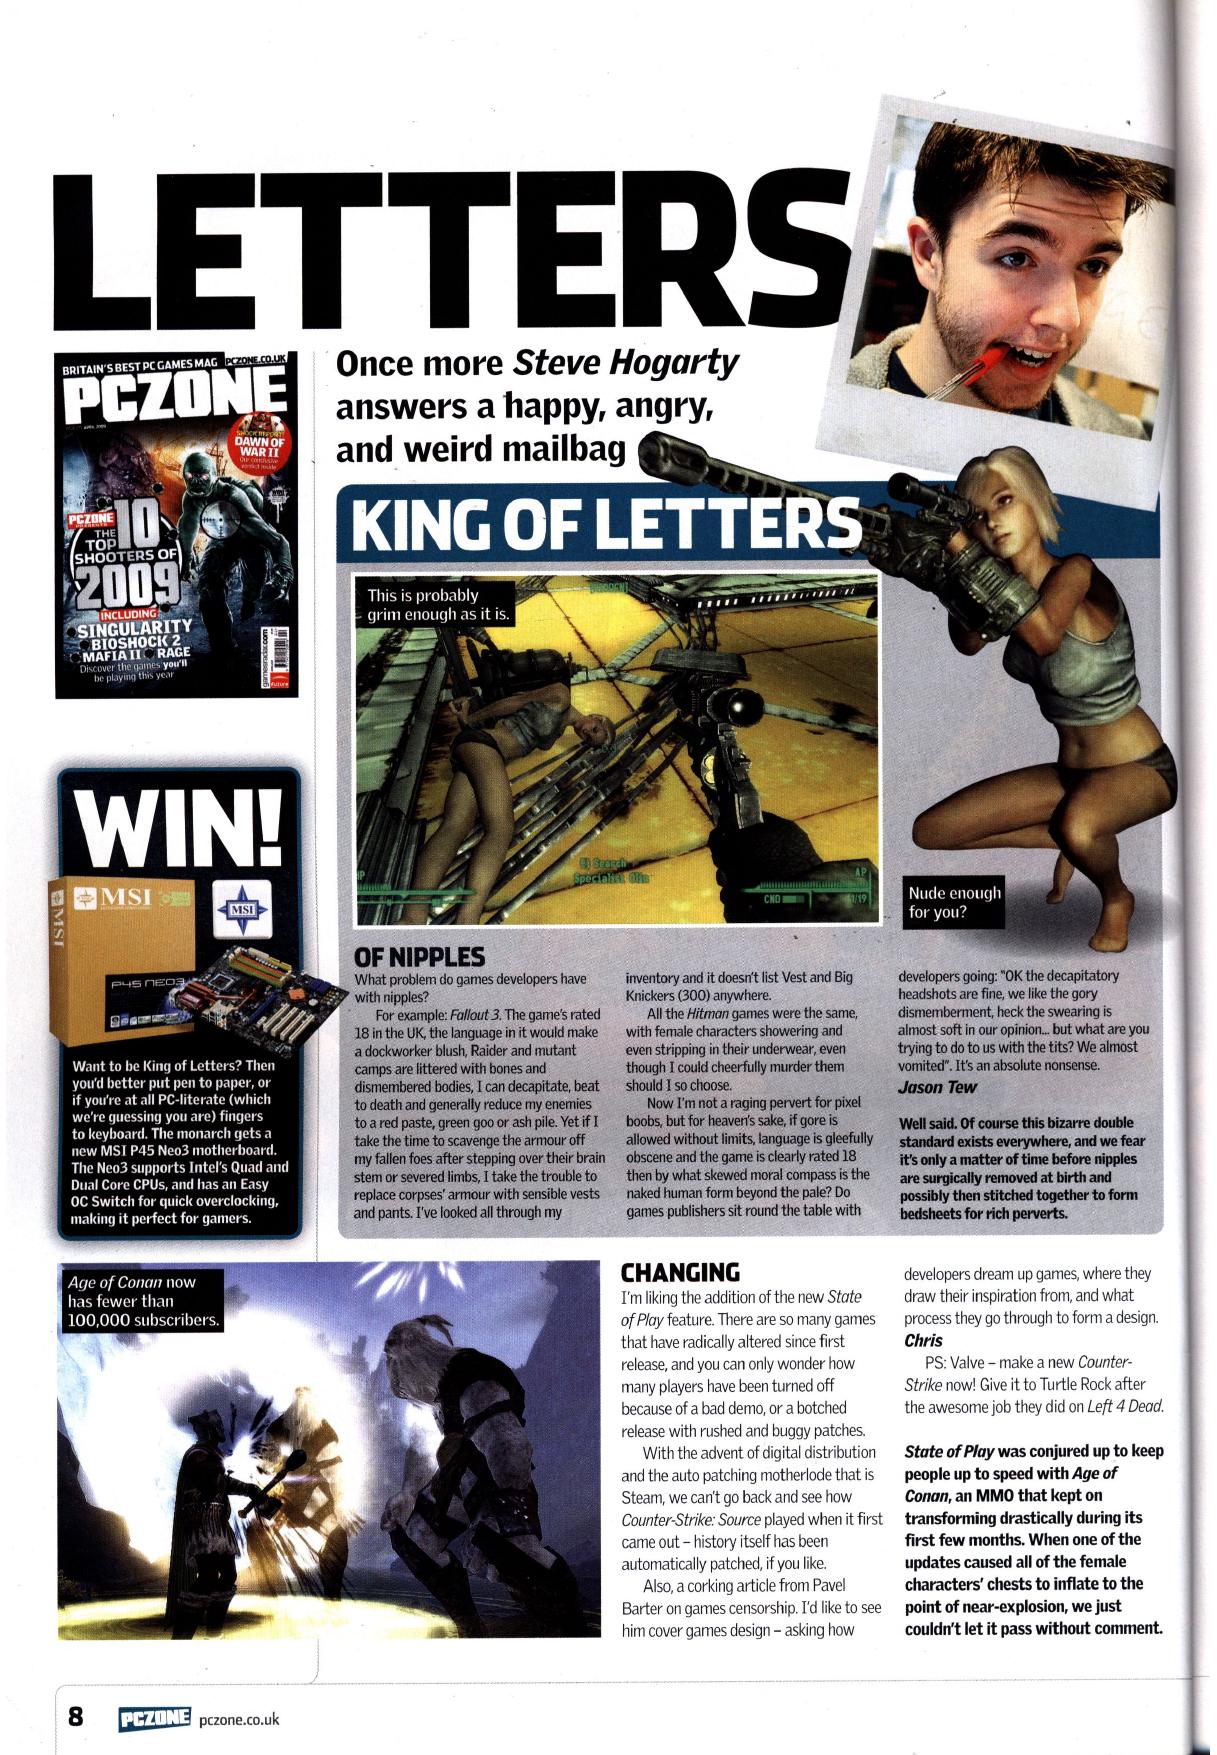 LETTERS
Once more Steve Hogarty
answers a happy, angry,
and weird mailbag
BRITAIN'S BEST PC GAMES MAG PCZONE.CO.UK
PCZONE
APRIL 2009
DAWN OF
WAR II
Our conclusive
verdict inside
PCZONE
PRESENTS
THE
TOP 10
SHOOTERS OF
2009
INCLUDING
SINGULARITY
BIOSHOCK 2
MAFIA II RAGE
Discover the games you'll
be playing this year
Future
WIN!
MSI
MSI
MSI
P45 NEO3
Want to be King of Letters? Then
you'd better put pen to paper, or
if you're at all PC-literate (which
we're guessing you are) fingers
to keyboard. The monarch gets a
new MSI P45 Neo3 motherboard.
The Neo3 supports Intel's Quad and
Dual Core CPUs, and has an Easy
OC Switch for quick overclocking,
making it perfect for gamers.
KING OF LETTERS
This is probably
grim enough as it is.
E) Search
Specialist Olin
AP
CND
Nude enough
for you?
OF NIPPLES
What problem do games developers have
with nipples?
For example: Fallout 3. The game's rated
18 in the UK, the language in it would make
a dockworker blush, Raider and mutant
camps are littered with bones and
dismembered bodies, I can decapitate, beat
to death and generally reduce my enemies
to a red paste, green goo or ash pile. Yet if I
take the time to scavenge the armour off
my fallen foes after stepping over their brain
stem or severed limbs, I take the trouble to
replace corpses' armour with sensible vests
and pants. I've looked all through my
inventory and it doesn't list Vest and Big
Knickers (300) anywhere.
All the Hitman games were the same,
with female characters showering and
even stripping in their underwear, even
though I could cheerfully murder them
should I so choose.
Now I'm not a raging pervert for pixel
boobs, but for heaven's sake, if gore is
allowed without limits, language is gleefully
obscene and the game is clearly rated 18
then by what skewed moral compass is the
naked human form beyond the pale? Do
games publishers sit round the table with
developers going: "OK the decapitatory
headshots are fine, we like the gory
dismemberment, heck the swearing is
almost soft in our opinion... but what are you
trying to do to us with the tits? We almost
vomited". It's an absolute nonsense.
Jason Tew
Well said. Of course this bizarre double
standard exists everywhere, and we fear
it's only a matter of time before nipples
are surgically removed at birth and
possibly then stitched together to form
bedsheets for rich perverts.
Age of Conan now
has fewer than
100,000 subscribers.
CHANGING
I'm liking the addition of the new State
of Play feature. There are so many games
that have radically altered since first
release, and you can only wonder how
many players have been turned off
because of a bad demo, or a botched
release with rushed and buggy patches.
With the advent of digital distribution
and the auto patching motherlode that is
Steam, we can't go back and see how
Counter-Strike: Source played when it first
came out – history itself has been
automatically patched, if you like.
Also, a corking article from Pavel
Barter on games censorship. I'd like to see
him cover games design – asking how
developers dream up games, where they
draw their inspiration from, and what
process they go through to form a design.
Chris
PS: Valve – make a new Counter-
Strike now! Give it to Turtle Rock after
the awesome job they did on Left 4 Dead.
State of Play was conjured up to keep
people up to speed with Age of
Conan, an MMO that kept on
transforming drastically during its
first few months. When one of the
updates caused all of the female
characters' chests to inflate to the
point of near-explosion, we just
couldn't let it pass without comment.
8 PCZONE pczone.co.uk